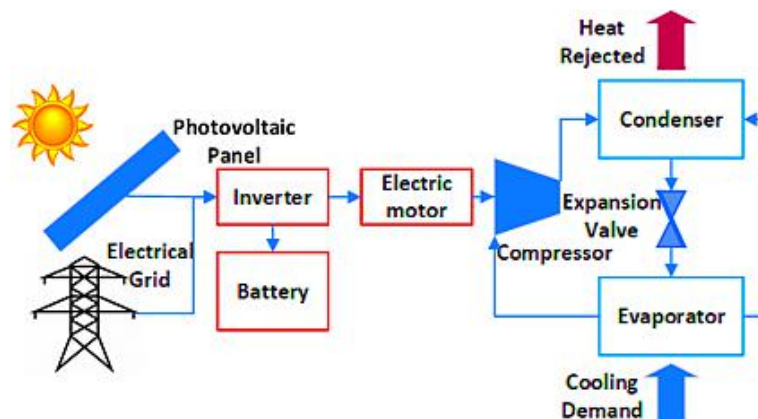 Heat
Rejected
Photovoltaic
Panel
Condenser
Inverter
Electric
motor
Expansion
Valve
Compressor
Electrical
Grid
Battery
Evaporator
Cooling
Demand